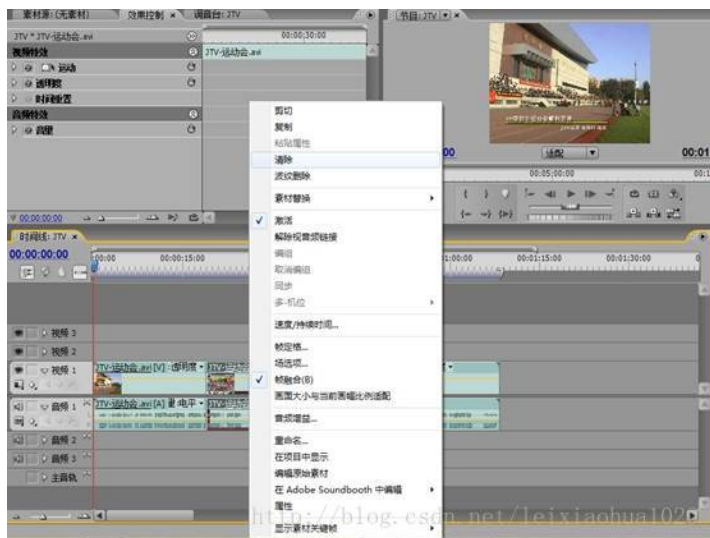 素材源:(无素材)
效果控制 ×
调音台: JTV
节目: JTV
JTV * JTV-运动会.avi
00:00:30:00
视频特效
JTV-运动会.avi
运动
透明度
时间重置
音频特效
音量
00:00:00:00
适配
00:01
00:05:00:00
剪切
复制
粘贴属性
清除
波纹删除
素材替换
激活
解除视音频链接
编组
取消编组
同步
多-机位
速度/持续时间...
帧定格...
场选项...
帧融合(B)
画面大小与当前画幅比例适配
音频增益...
重命名...
在项目中显示
编辑原始素材
在 Adobe Soundbooth 中编辑
属性
显示素材关键帧
时间线: JTV ×
00:00:00:00
00:00
00:00:15:00
1:00:00
00:01:15:00
00:01:30:00
视频 3
视频 2
视频 1
JTV-运动会.avi [V] :透明度
音频 1
JTV-运动会.avi [A] 量:电平
音频 2
音频 3
主音轨
http://blog.csdn.net/leixiaohua1020